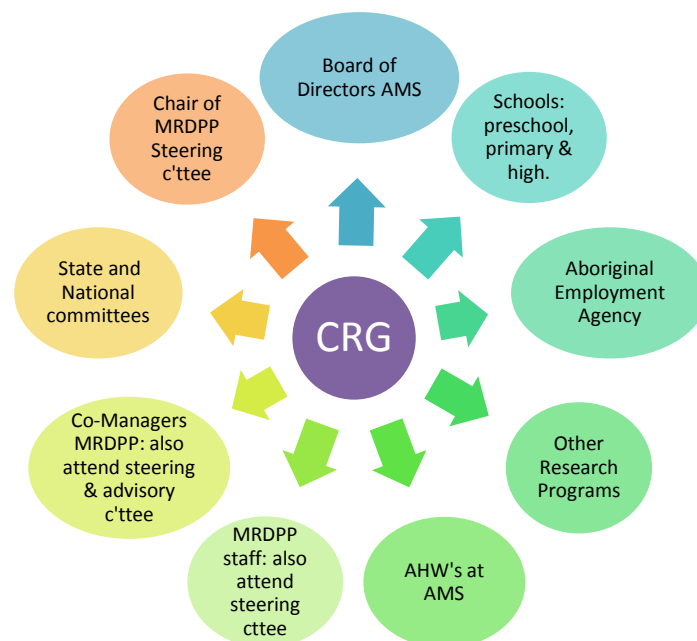 Board of
Directors AMS
Schools:
preschool,
primary &
high.
Aboriginal
Employment
Agency
Other
Research
Programs
AHW's at
AMS
MRDPP
staff: also
attend
steering
cttee
Co-Managers
MRDPP: also
attend steering
& advisory
c'ttee
State and
National
committees
Chair of
MRDPP
Steering
c'ttee
CRG